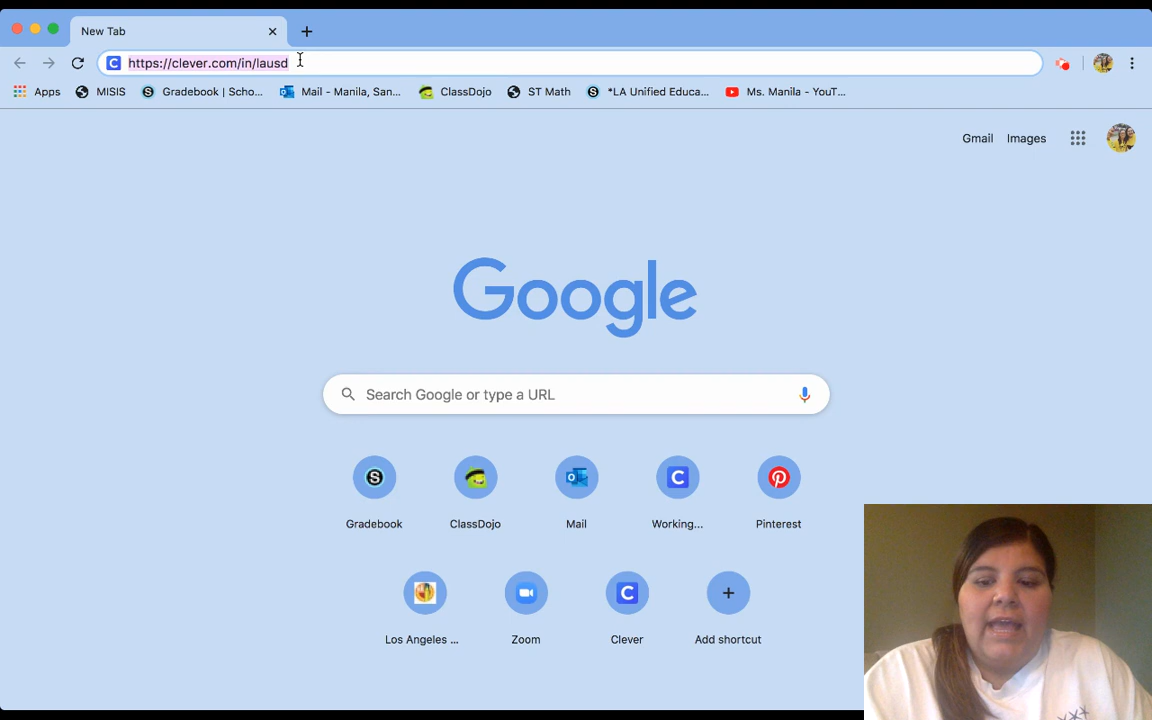 New Tab
https://clever.com/in/lausd
Apps MISIS Gradebook | Scho... Mail - Manila, San... ClassDojo ST Math *LA Unified Educa... Ms. Manila - YouT...
Gmail Images
Google
Search Google or type a URL
Gradebook ClassDojo Mail Working... Pinterest
Los Angeles ... Zoom Clever Add shortcut